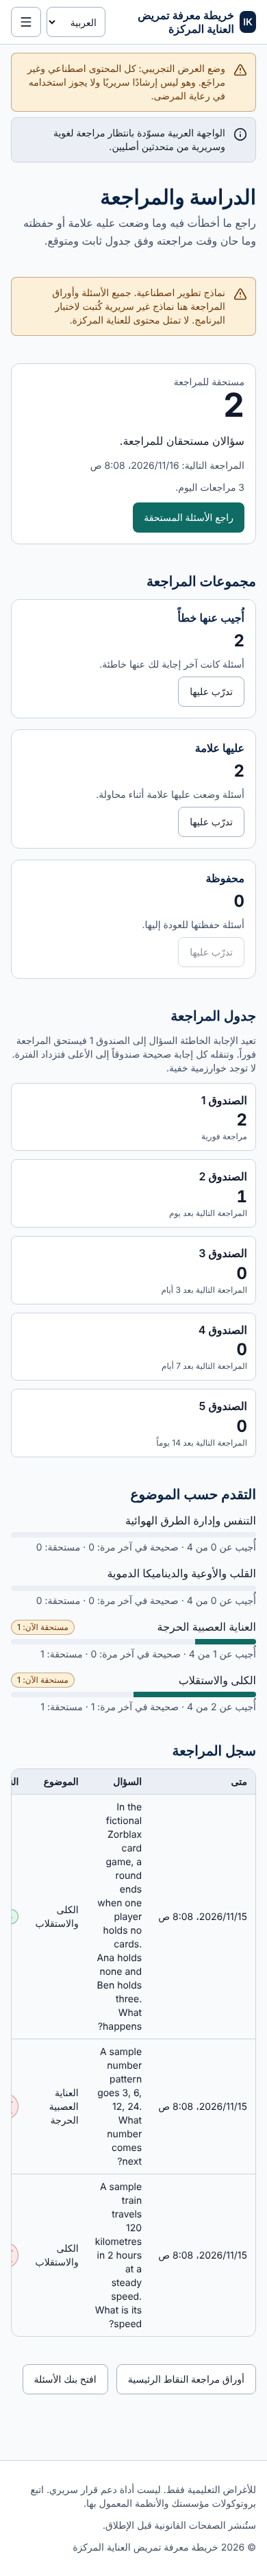 IK
خريطة معرفة تمريض
العناية المركزة
العربية
وضع العرض التجريبي: كل المحتوى اصطناعي وغير
مراجَع، وهو ليس إرشادًا سريريًا ولا يجوز استخدامه
في رعاية المرضى.
الواجهة العربية مسوّدة بانتظار مراجعة لغوية
وسريرية من متحدثين أصليين.
الدراسة والمراجعة
راجع ما أخطأت فيه وما وضعت عليه علامة أو حفظته
وما حان وقت مراجعته وفق جدول ثابت ومتوقع.
نماذج تطوير اصطناعية. جميع الأسئلة وأوراق
المراجعة هنا نماذج غير سريرية كُتبت لاختبار
البرنامج. لا تمثل محتوى للعناية المركزة.
مستحقة للمراجعة
2
سؤالان مستحقان للمراجعة.
المراجعة التالية: 2026/11/16، 8:08 ص
3 مراجعات اليوم.
راجع الأسئلة المستحقة
مجموعات المراجعة
أُجيب عنها خطأً
2
أسئلة كانت آخر إجابة لك عنها خاطئة.
تدرّب عليها
عليها علامة
2
أسئلة وضعت عليها علامة أثناء محاولة.
تدرّب عليها
محفوظة
0
أسئلة حفظتها للعودة إليها.
تدرّب عليها
جدول المراجعة
تعيد الإجابة الخاطئة السؤال إلى الصندوق 1 فيستحق المراجعة
فوراً. وتنقله كل إجابة صحيحة صندوقاً إلى الأعلى فتزداد الفترة.
لا توجد خوارزمية خفية.
الصندوق 1
2
مراجعة فورية
الصندوق 2
1
المراجعة التالية بعد يوم
الصندوق 3
0
المراجعة التالية بعد 3 أيام
الصندوق 4
0
المراجعة التالية بعد 7 أيام
الصندوق 5
0
المراجعة التالية بعد 14 يوماً
التقدم حسب الموضوع
التنفس وإدارة الطرق الهوائية
أُجيب عن 0 من 4 · صحيحة في آخر مرة: 0 · مستحقة: 0
القلب والأوعية والديناميكا الدموية
أُجيب عن 0 من 4 · صحيحة في آخر مرة: 0 · مستحقة: 0
العناية العصبية الحرجة
مستحقة الآن: 1
أُجيب عن 1 من 4 · صحيحة في آخر مرة: 0 · مستحقة: 1
الكلى والاستقلاب
مستحقة الآن: 1
أُجيب عن 2 من 4 · صحيحة في آخر مرة: 1 · مستحقة: 1
سجل المراجعة
متى
السؤال
الموضوع
2026/11/15، 8:08 ص
In the
fictional
Zorblax
card
game, a
round
ends
when one
player
holds no
cards.
Ana holds
none and
Ben holds
three.
What
?happens
الكلى
والاستقلاب
2026/11/15، 8:08 ص
A sample
number
pattern
goes 3, 6,
12, 24.
What
number
comes
?next
العناية
العصبية
الحرجة
2026/11/15، 8:08 ص
A sample
train
travels
120
kilometres
in 2 hours
at a
steady
speed.
What is its
?speed
الكلى
والاستقلاب
أوراق مراجعة النقاط الرئيسية
افتح بنك الأسئلة
للأغراض التعليمية فقط. ليست أداة دعم قرار سريري. اتبع
بروتوكولات مؤسستك والأنظمة المعمول بها.
ستُنشر الصفحات القانونية قبل الإطلاق.
© 2026 خريطة معرفة تمريض العناية المركزة